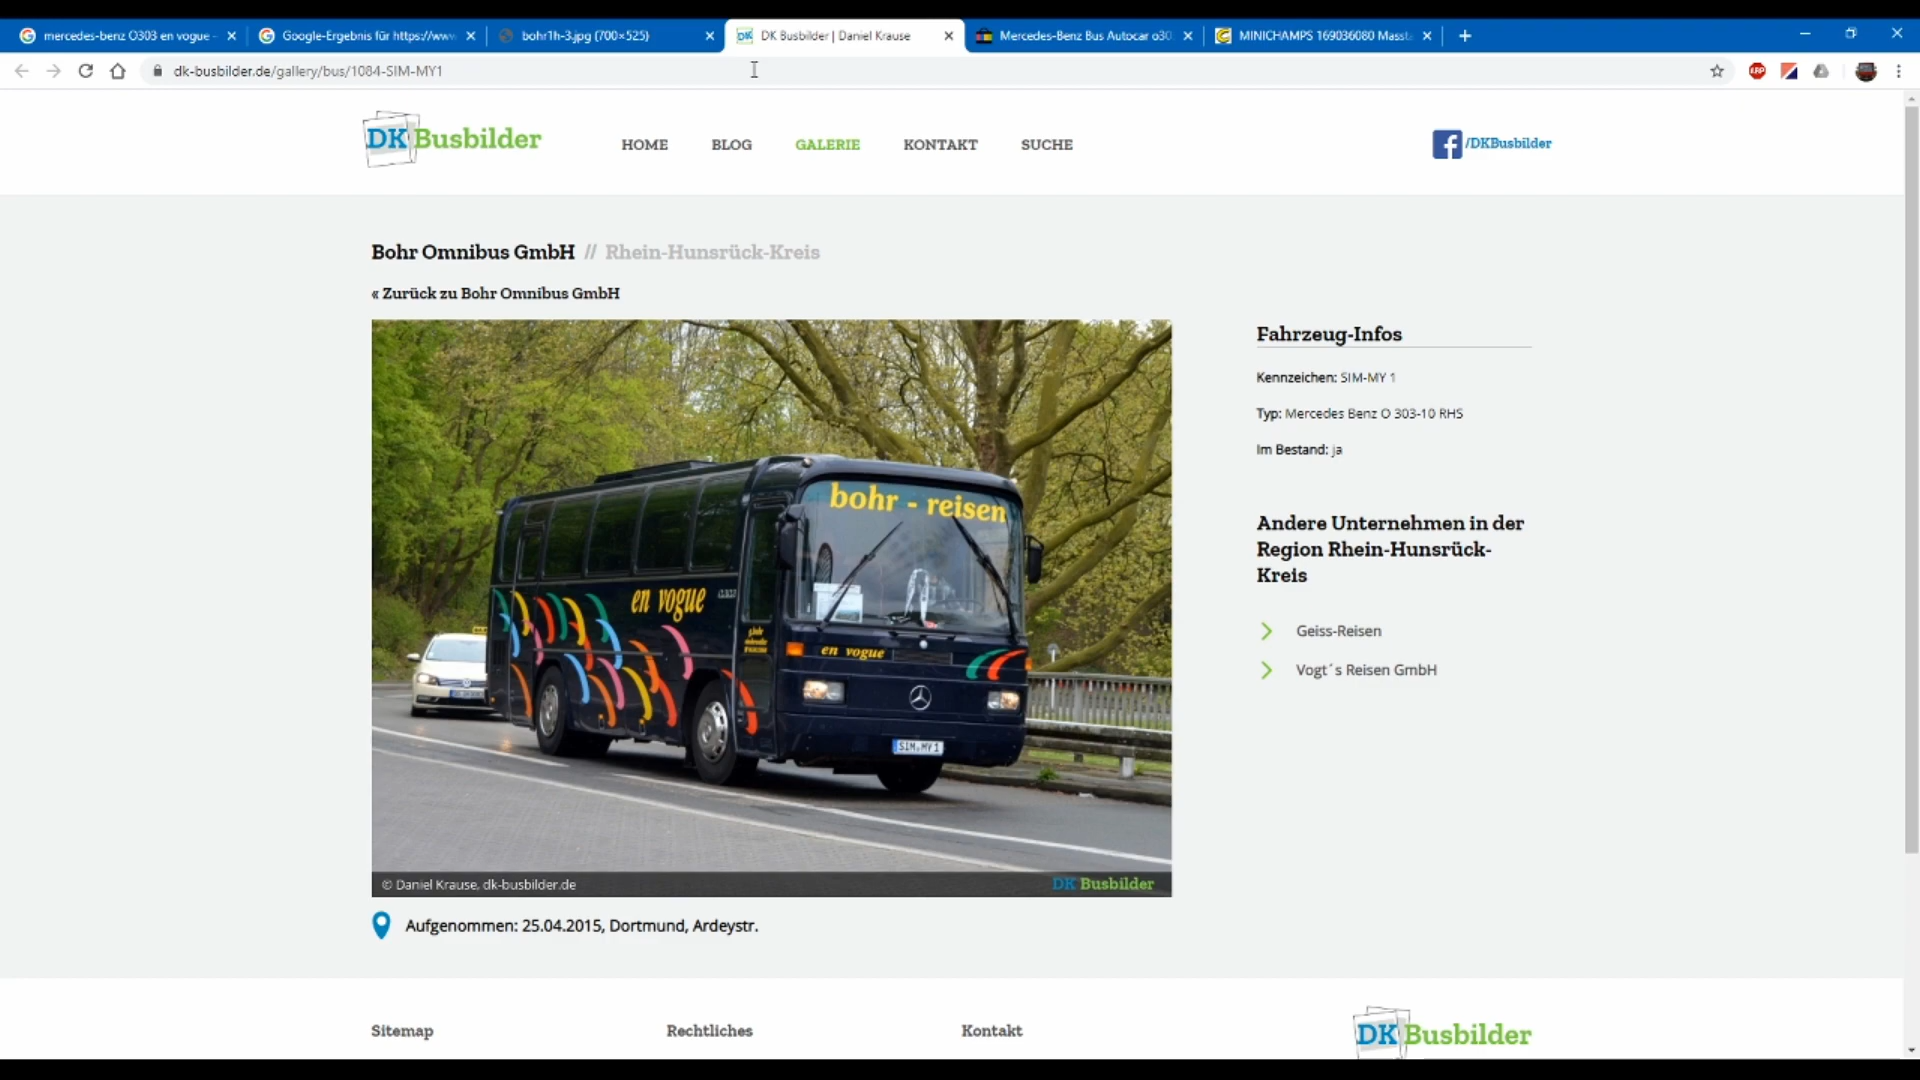 mercedes-benz O303 en vogue -
Google-Ergebnis für https://www.
bohr1h-3.jpg (700×525)
DK Busbilder | Daniel Krause
Mercedes-Benz Bus Autocar o30
MINICHAMPS 169036080 Massta
dk-busbilder.de/gallery/bus/1084-SIM-MY1
ABP
DK Busbilder
HOME
BLOG
GALERIE
KONTAKT
SUCHE
/DKBusbilder
Bohr Omnibus GmbH // Rhein-Hunsrück-Kreis
« Zurück zu Bohr Omnibus GmbH
bohr - reisen
en vogue
en vogue
SIM MY 1
© Daniel Krause, dk-busbilder.de
DK Busbilder
Aufgenommen: 25.04.2015, Dortmund, Ardeystr.
Fahrzeug-Infos
Kennzeichen: SIM-MY 1
Typ: Mercedes Benz O 303-10 RHS
Im Bestand: ja
Andere Unternehmen in der
Region Rhein-Hunsrück-
Kreis
Geiss-Reisen
Vogt´s Reisen GmbH
Sitemap
Rechtliches
Kontakt
DK Busbilder